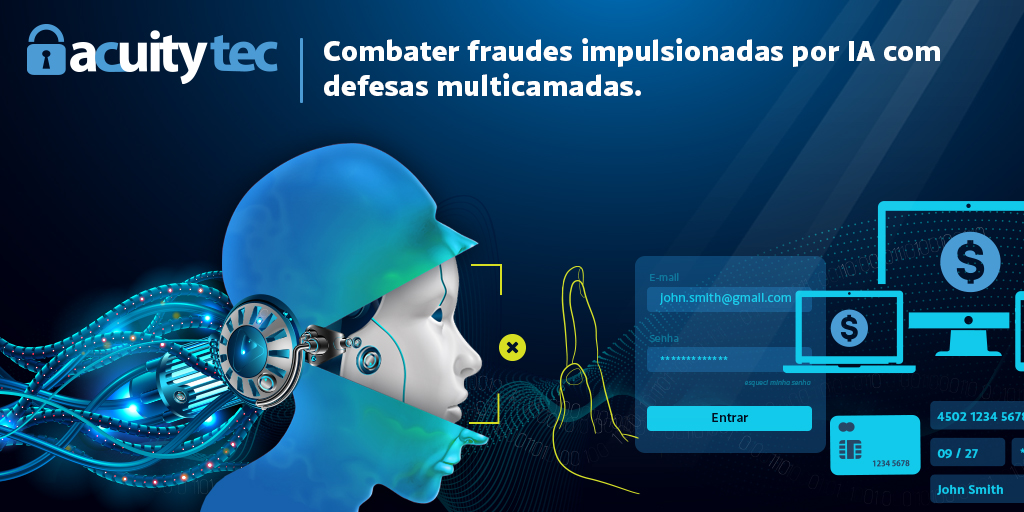 acuitytec
Combater fraudes impulsionadas por IA com
defesas multicamadas.
E-mail
john.smith@gmail.com
Senha
*************
esqueci minha senha
Entrar
$
$
4502 1234 5678
09 / 27
*
1234 5678
John Smith